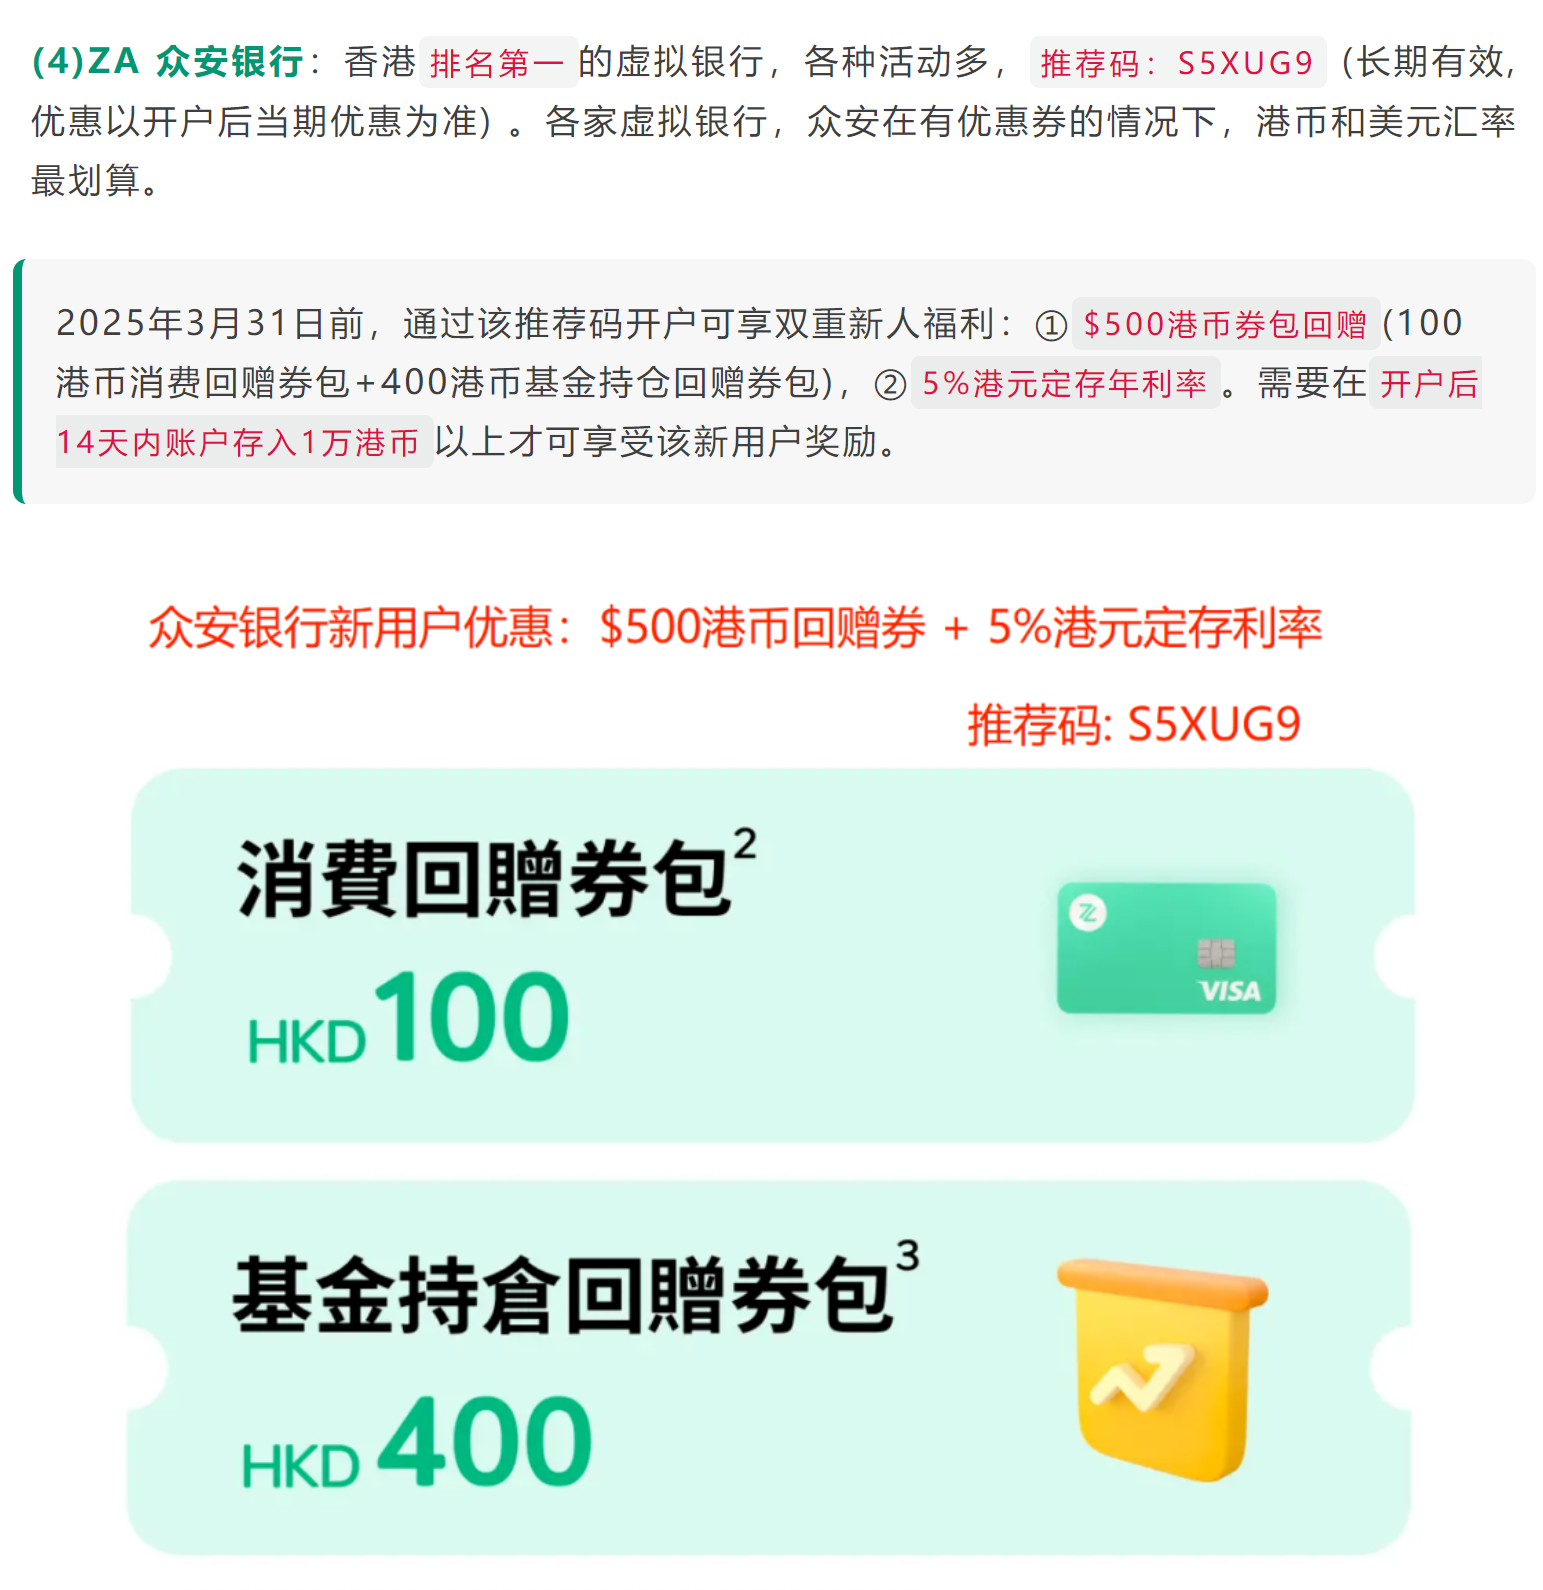 (4)ZA 众安银行：香港 排名第一 的虚拟银行，各种活动多， 推荐码：S5XUG9 (长期有效,
优惠以开户后当期优惠为准) 。各家虚拟银行，众安在有优惠券的情况下，港币和美元汇率
最划算。
2025年3月31日前，通过该推荐码开户可享双重新人福利：① $500港币券包回赠 (100
港币消费回赠券包+400港币基金持仓回赠券包)，② 5%港元定存年利率 。需要在 开户后
14天内账户存入1万港币 以上才可享受该新用户奖励。
众安银行新用户优惠：$500港币回赠券 + 5%港元定存利率
推荐码: S5XUG9
消費回贈券包2
VISA
HKD100
基金持倉回贈券包3
HKD 400